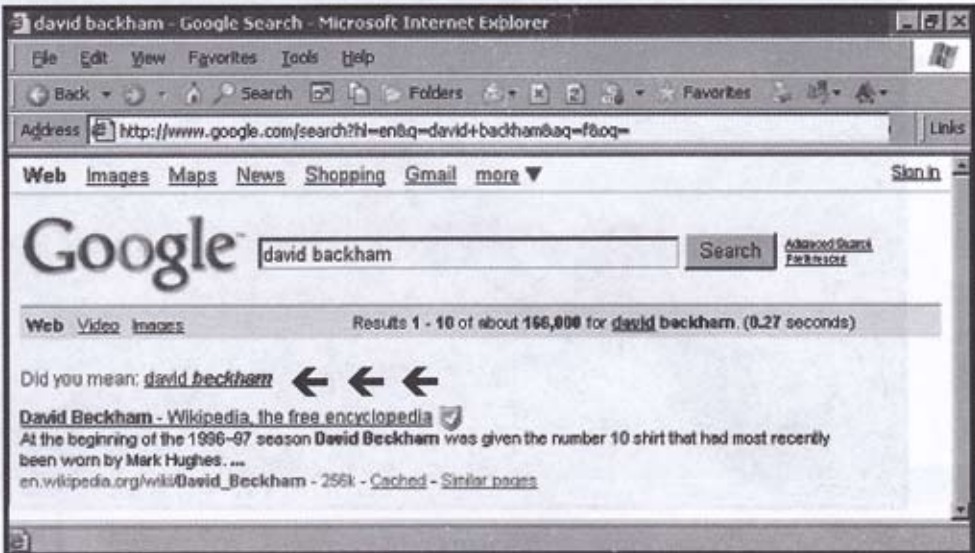 david backham - Google Search - Microsoft Internet Explorer
File Edit View Favorites Tools Help
Back Search Folders Favorites
Address http://www.google.com/search?hl=en&q=david+backham&aq=f&oq= Links
Web Images Maps News Shopping Gmail more ▼ Sign in
Google david backham Search Advanced Search
Preferences
Web Video Images Results 1 - 10 of about 166,000 for david backham. (0.27 seconds)
Did you mean: david beckham
David Beckham - Wikipedia, the free encyclopedia
At the beginning of the 1996–97 season David Beckham was given the number 10 shirt that had most recently
been worn by Mark Hughes. ...
en.wikipedia.org/wiki/David_Beckham - 256k - Cached - Similar pages